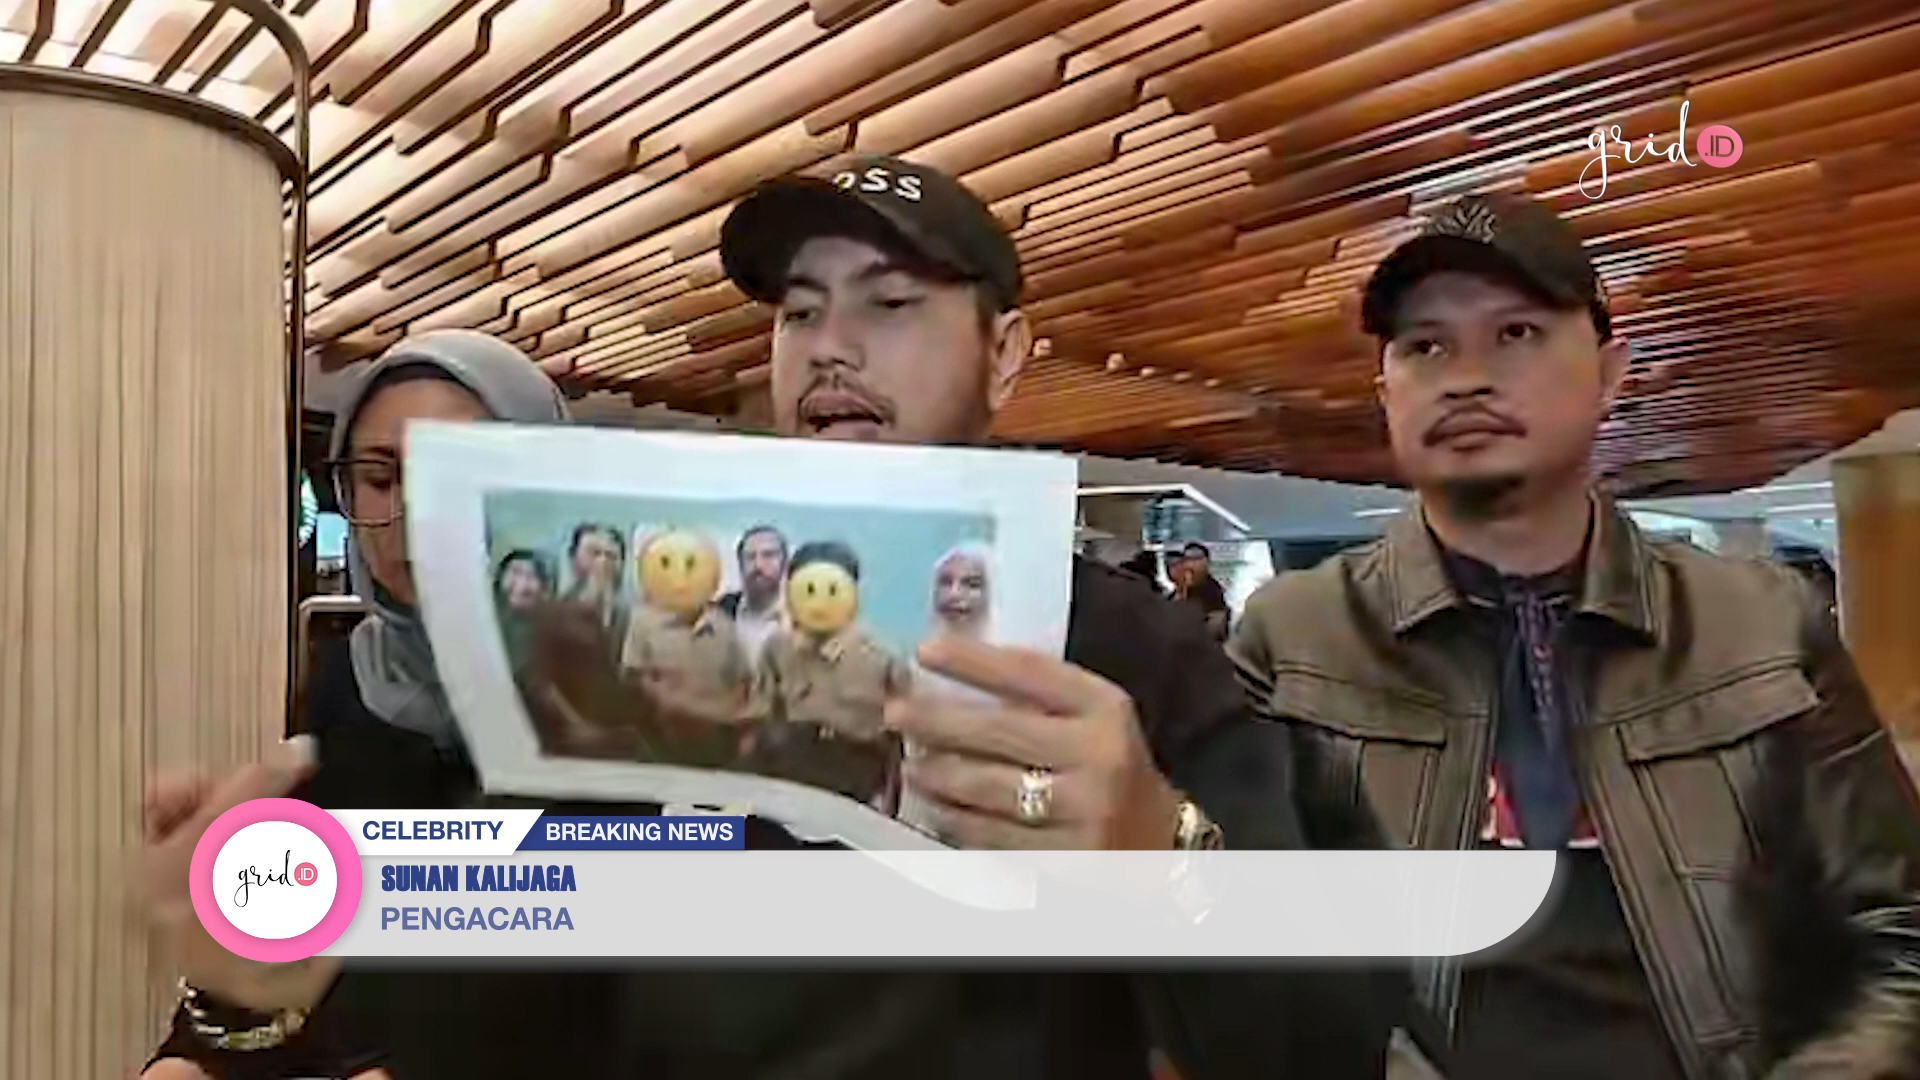 OSS
grid.ID
CELEBRITY BREAKING NEWS
grid.ID
SUNAN KALIJAGA
PENGACARA